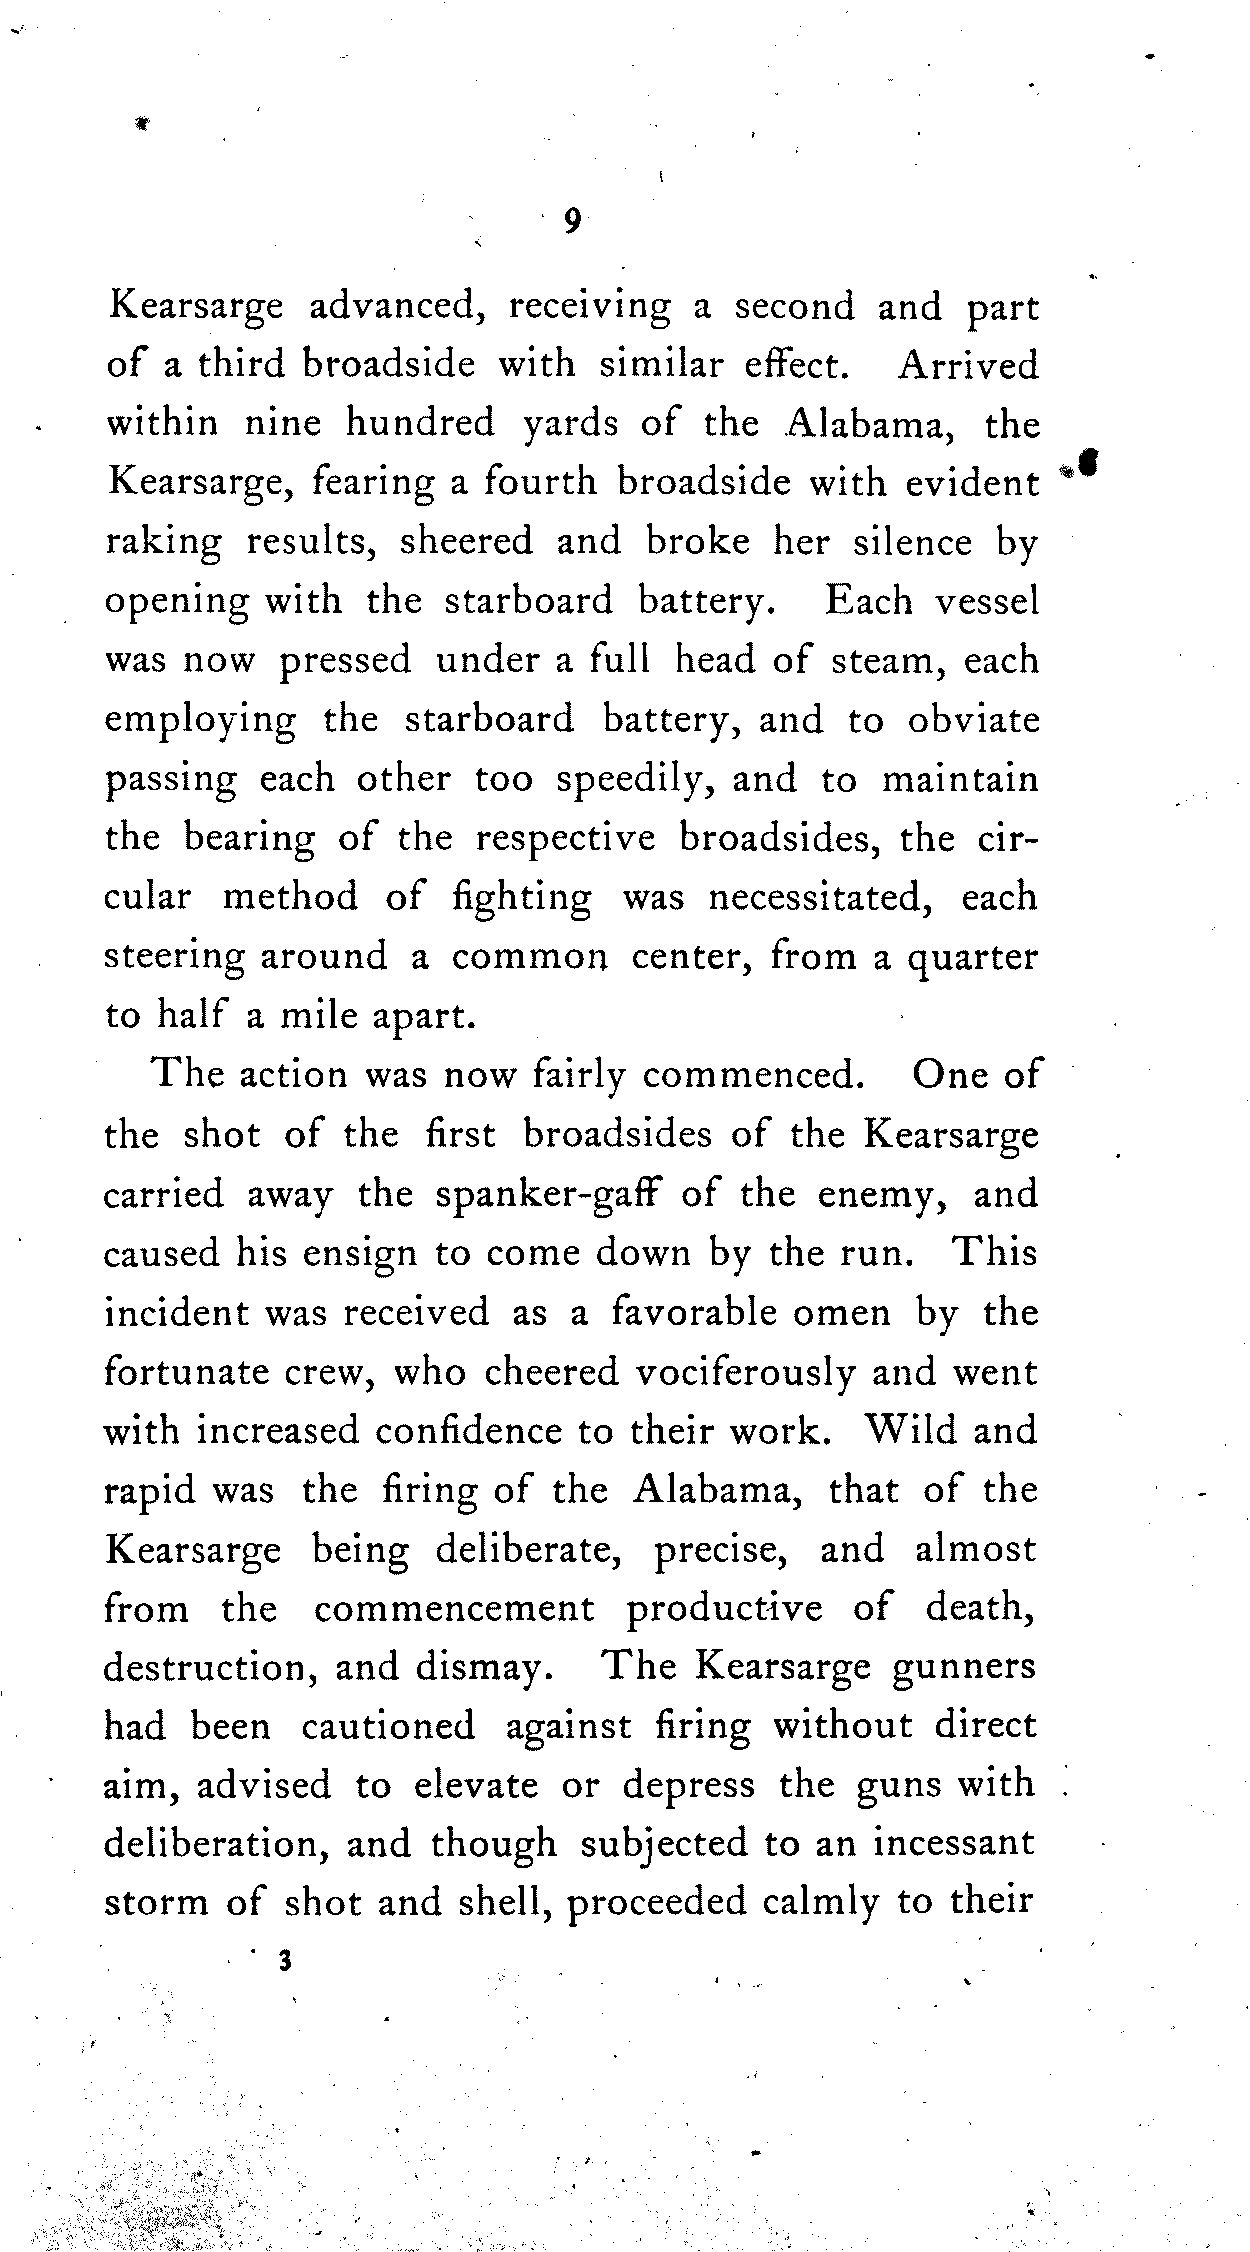 9
Kearsarge advanced, receiving a second and part
of a third broadside with similar effect. Arrived
within nine hundred yards of the Alabama, the
Kearsarge, fearing a fourth broadside with evident
raking results, sheered and broke her silence by
opening with the starboard battery. Each vessel
was now pressed under a full head of steam, each
employing the starboard battery, and to obviate
passing each other too speedily, and to maintain
the bearing of the respective broadsides, the cir-
cular method of fighting was necessitated, each
steering around a common center, from a quarter
to half a mile apart.
The action was now fairly commenced. One of
the shot of the first broadsides of the Kearsarge
carried away the spanker-gaff of the enemy, and
caused his ensign to come down by the run. This
incident was received as a favorable omen by the
fortunate crew, who cheered vociferously and went
with increased confidence to their work. Wild and
rapid was the firing of the Alabama, that of the
Kearsarge being deliberate, precise, and almost
from the commencement productive of death,
destruction, and dismay. The Kearsarge gunners
had been cautioned against firing without direct
aim, advised to elevate or depress the guns with
deliberation, and though subjected to an incessant
storm of shot and shell, proceeded calmly to their
3